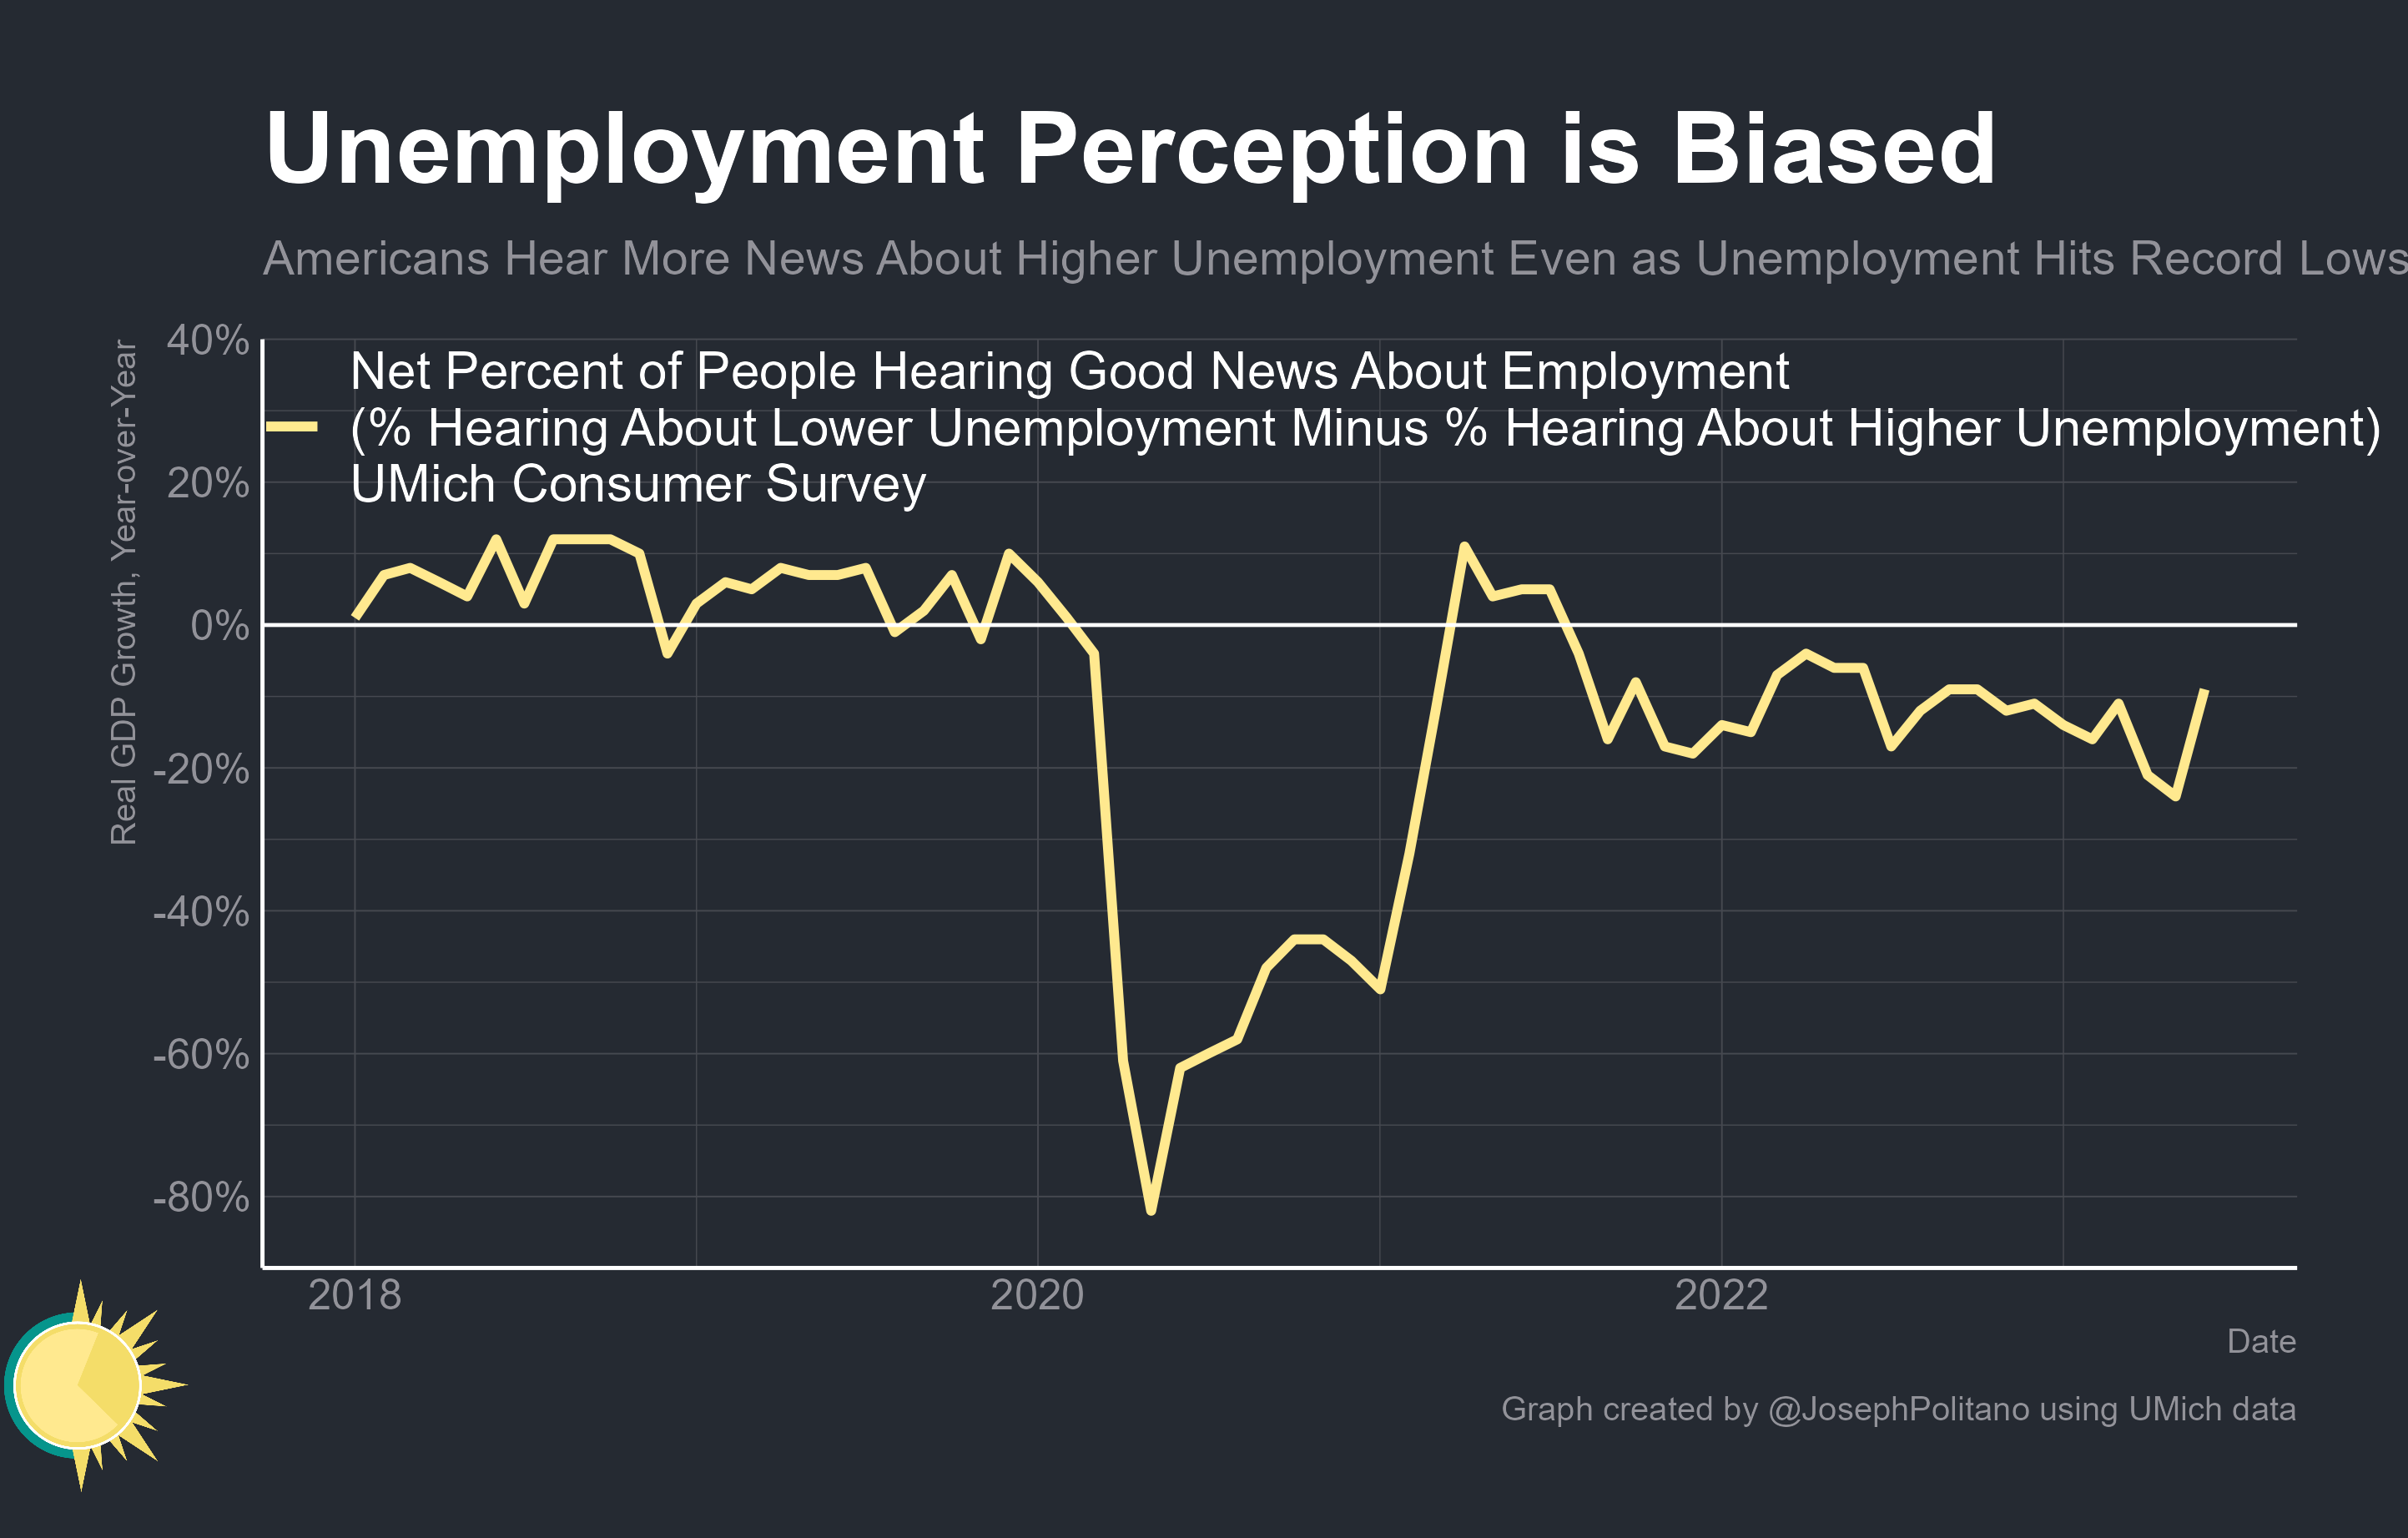 Unemployment Perception is Biased
Americans Hear More News About Higher Unemployment Even as Unemployment Hits Record Lows
Real GDP Growth, Year-over-Year
40%
20%
0%
-20%
-40%
-60%
-80%
Net Percent of People Hearing Good News About Employment
(% Hearing About Lower Unemployment Minus % Hearing About Higher Unemployment)
UMich Consumer Survey
2018
2020
2022
Date
Graph created by @JosephPolitano using UMich data